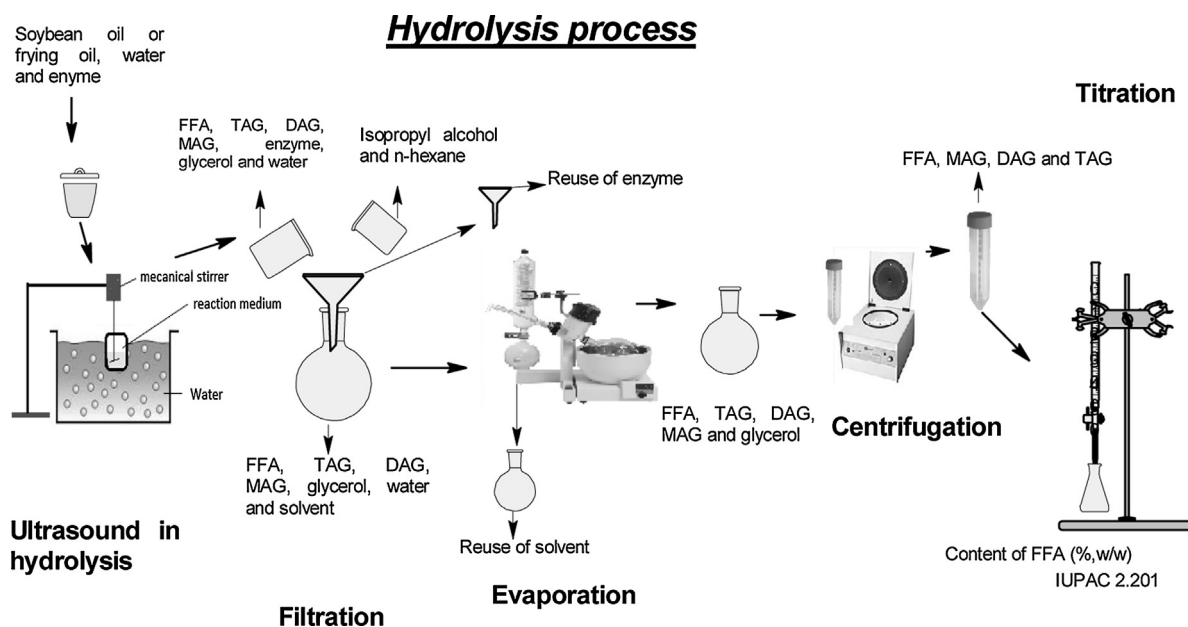 Hydrolysis process
Soybean oil or
frying oil, water
and enyme
FFA, TAG, DAG,
MAG, enzyme,
glycerol and water
Isopropyl alcohol
and n-hexane
Reuse of enzyme
mecanical stirrer
reaction medium
Water
FFA, TAG, DAG,
MAG, glycerol, water
and solvent
Ultrasound in
hydrolysis
Filtration
Reuse of solvent
Evaporation
FFA, TAG, DAG,
MAG and glycerol
Centrifugation
FFA, MAG, DAG and TAG
Titration
Content of FFA (%,w/w)
IUPAC 2.201